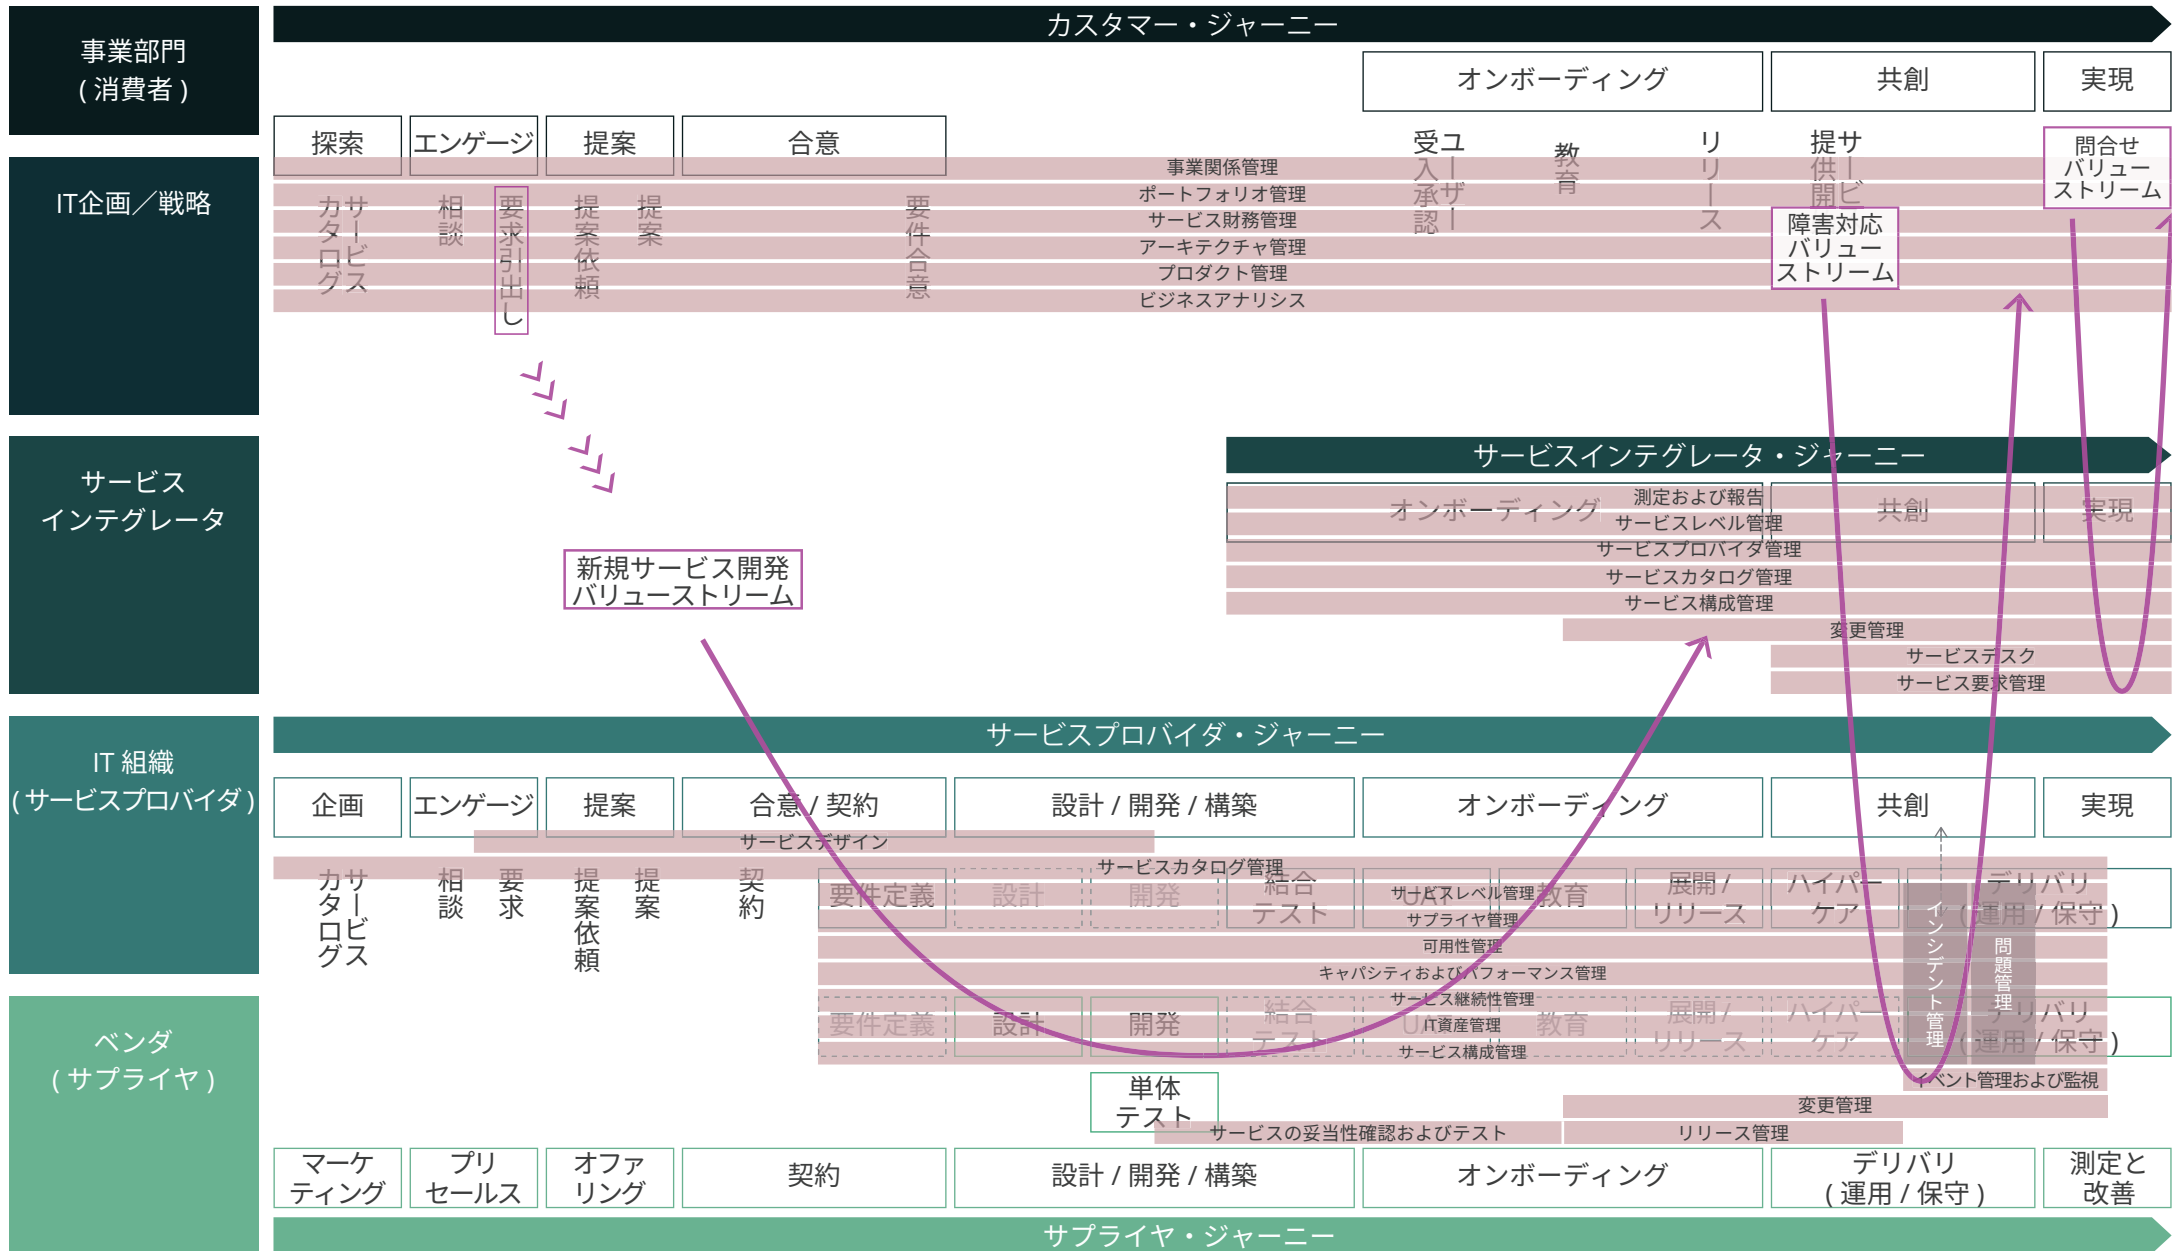 事業部門
( 消費者 )
カスタマー・ジャーニー
オンボーディング
共創
実現
探索
エンゲージ
提案
合意
IT企画／戦略
事業関係管理
ポートフォリオ管理
サービス財務管理
アーキテクチャ管理
プロダクト管理
ビジネスアナリシス
サービス
カタログ
相談
要求引出し
提案依頼
提案
要件合意
ユーザー
受入承認
教育
リリース
サービ
提供開
障害対応
バリュー
ストリーム
問合せ
バリュー
ストリーム
サービス
インテグレータ
サービスインテグレータ・ジャーニー
オンボーディング
共創
実現
測定および報告
サービスレベル管理
サービスプロバイダ管理
サービスカタログ管理
サービス構成管理
変更管理
サービスデスク
サービス要求管理
新規サービス開発
バリューストリーム
IT 組織
( サービスプロバイダ )
サービスプロバイダ・ジャーニー
企画
エンゲージ
提案
合意 / 契約
設計 / 開発 / 構築
オンボーディング
共創
実現
サービスデザイン
サービスカタログ管理
サービス
カタログ
相談
要求
提案依頼
提案
契約
要件定義
設計
開発
結合
テスト
教育
展開 /
リリース
ハイパー
ケア
デリバリ
( 運用 / 保守 )
サービスレベル管理
サプライヤ管理
可用性管理
キャパシティおよびパフォーマンス管理
サービス継続性管理
IT資産管理
サービス構成管理
インシデント管理
問題管理
ベンダ
( サプライヤ )
要件定義
設計
開発
結合
テスト
教育
展開 /
リリース
ハイパー
ケア
デリバリ
( 運用 / 保守 )
イベント管理および監視
単体
テスト
変更管理
サービスの妥当性確認およびテスト
リリース管理
マーケ
ティング
プリ
セールス
オファ
リング
契約
設計 / 開発 / 構築
オンボーディング
デリバリ
( 運用 / 保守 )
測定と
改善
サプライヤ・ジャーニー